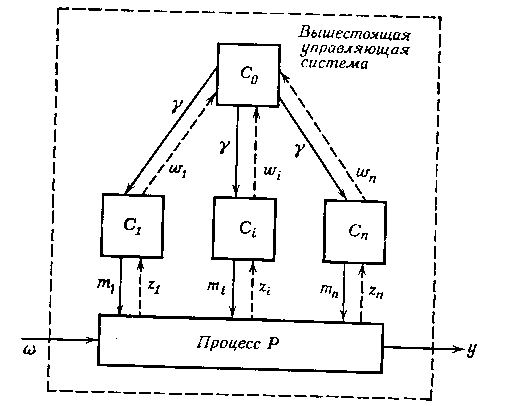 Вышестоящая
управляющая
система
C₀
γ
w₁
γ
wᵢ
γ
wₙ
C₁
Cᵢ
Cₙ
m₁
z₁
mᵢ
zᵢ
mₙ
zₙ
ω
Процесс P
y